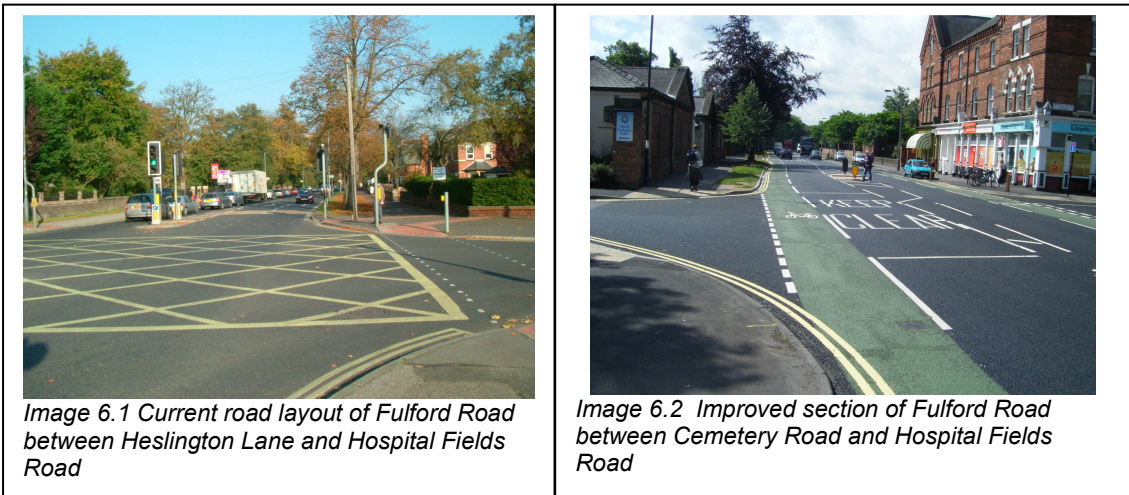 KEEP
CLEAR
Lloyds
Image 6.1 Current road layout of Fulford Road
between Heslington Lane and Hospital Fields
Road
Image 6.2  Improved section of Fulford Road
between Cemetery Road and Hospital Fields
Road